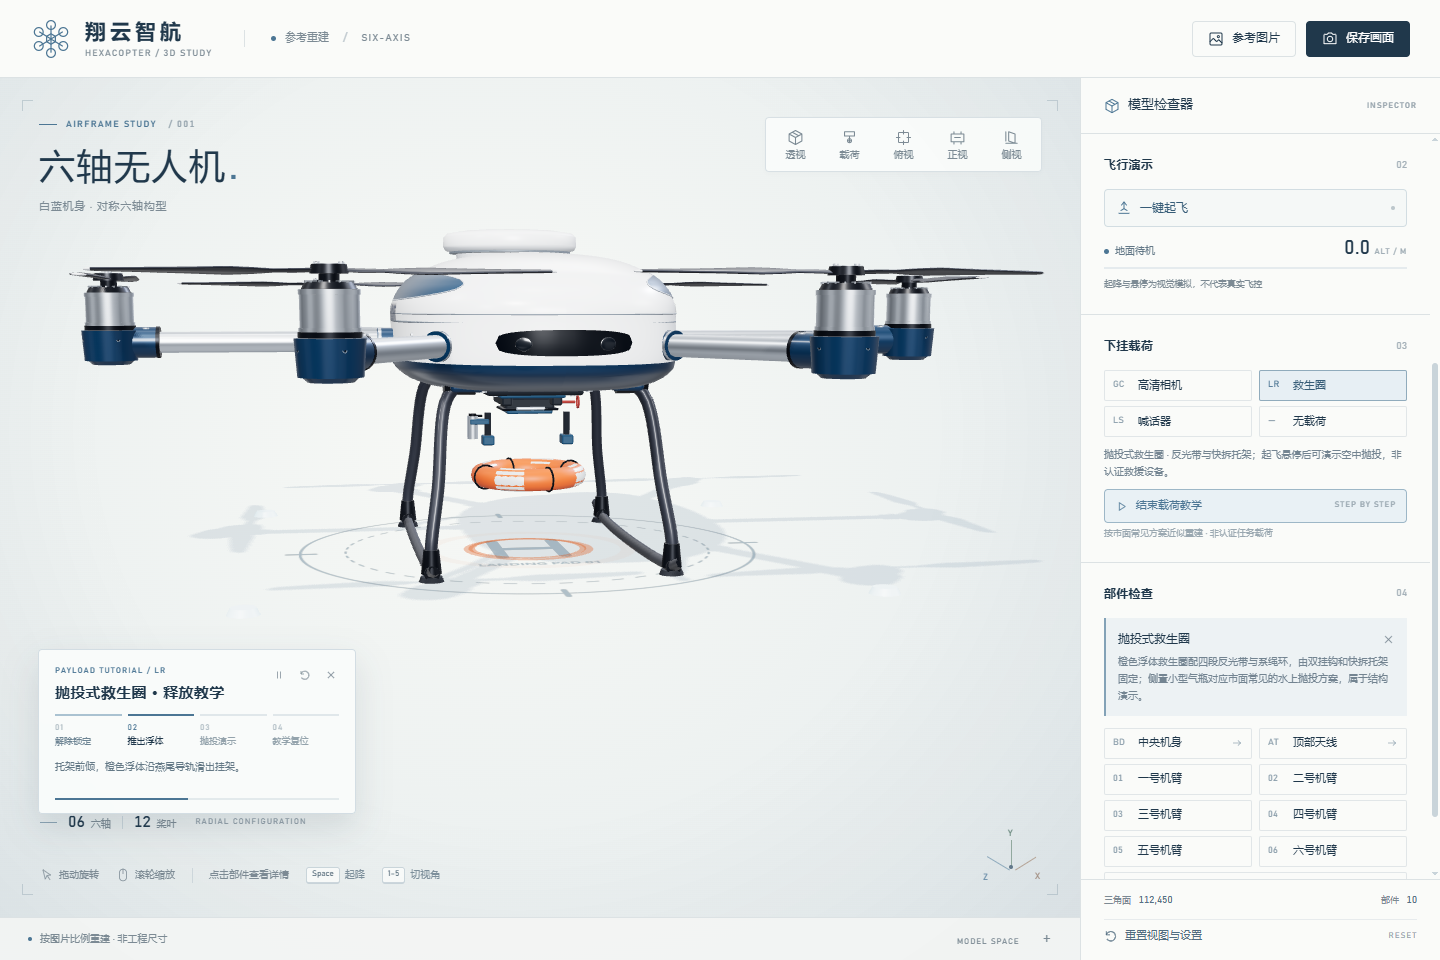 翔云智航
HEXACOPTER / 3D STUDY
参考重建 / SIX-AXIS
参考图片
保存画面
AIRFRAME STUDY / 001
六轴无人机.
白蓝机身 · 对称六轴构型
透视 载荷 俯视 正视 侧视
LANDING PAD 01
PAYLOAD TUTORIAL / LR
抛投式救生圈 • 释放教学
01 02 03 04
解除锁定 推出浮体 抛投演示 教学复位
托架前倾，橙色浮体沿燕尾导轨滑出挂架。
06 六轴 12 桨叶 RADIAL CONFIGURATION
拖动旋转 滚轮缩放 点击部件查看详情 Space 起降 1-5 切视角
Y
Z X
按图片比例重建 · 非工程尺寸
MODEL SPACE +
模型检查器 INSPECTOR
飞行演示 02
一键起飞
地面待机 0.0 ALT / M
起降与悬停为视觉模拟，不代表真实飞控
下挂载荷 03
GC 高清相机 LR 救生圈
LS 喊话器 — 无载荷
抛投式救生圈 · 反光带与快拆托架；起飞悬停后可演示空中抛投，非
认证救援设备。
结束载荷教学 STEP BY STEP
按市面常见方案近似重建 · 非认证任务载荷
部件检查 04
抛投式救生圈
橙色浮体救生圈配四段反光带与系绳环，由双挂钩和快拆托架
固定；侧置小型气瓶对应市面常见的水上抛投方案，属于结构
演示。
BD 中央机身 → AT 顶部天线 →
01 一号机臂 02 二号机臂
03 三号机臂 04 四号机臂
05 五号机臂 06 六号机臂
三角面 112,450 部件 10
重置视图与设置 RESET